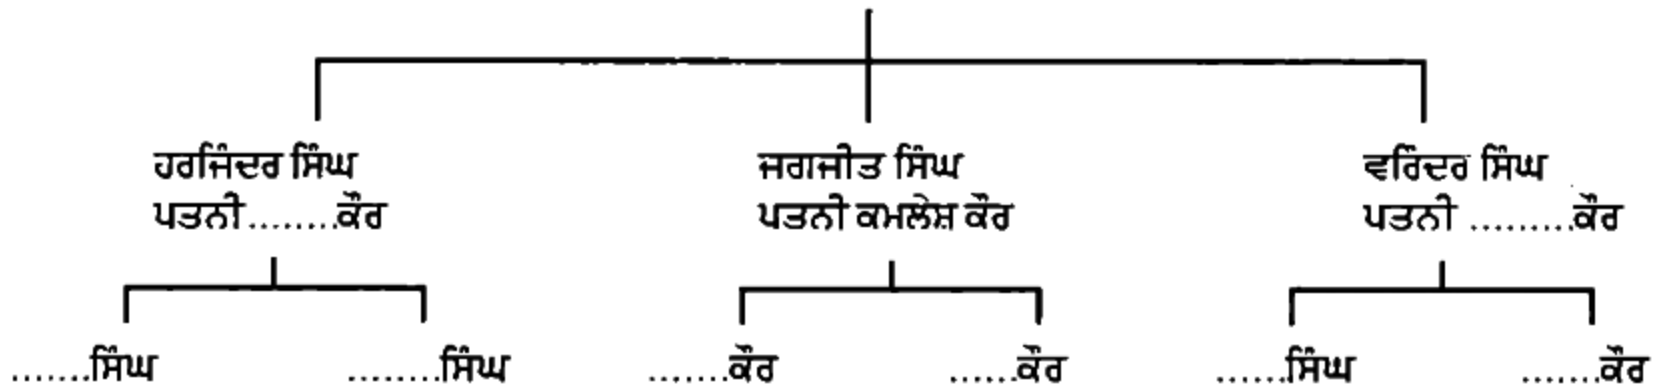 ਹਰਜਿੰਦਰ ਸਿੰਘ ਜਗਜੀਤ ਸਿੰਘ ਵਰਿੰਦਰ ਸਿੰਘ
ਪਤਨੀ........ਕੌਰ ਪਤਨੀ ਕਮਲੇਸ਼ ਕੌਰ ਪਤਨੀ .........ਕੌਰ
.......ਸਿੰਘ ........ਸਿੰਘ .......ਕੌਰ ......ਕੌਰ ......ਸਿੰਘ .......ਕੌਰ